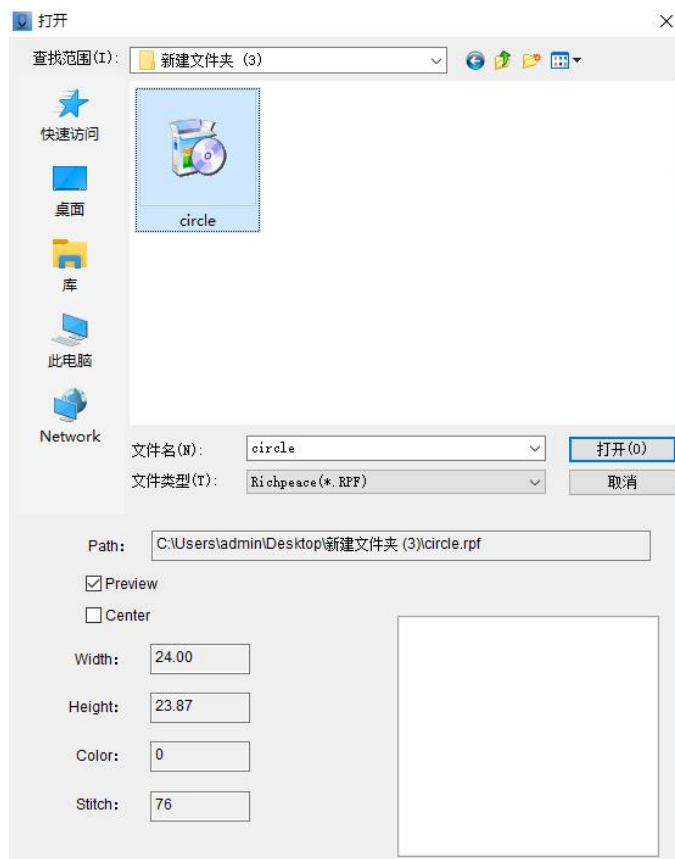 打开
查找范围(I):
新建文件夹 (3)
快速访问
桌面
库
此电脑
Network
circle
文件名(N):
circle
打开(O)
文件类型(T):
Richpeace(*.RPF)
取消
Path:
C:\Users\admin\Desktop\新建文件夹 (3)\circle.rpf
Preview
Center
Width:
24.00
Height:
23.87
Color:
0
Stitch:
76